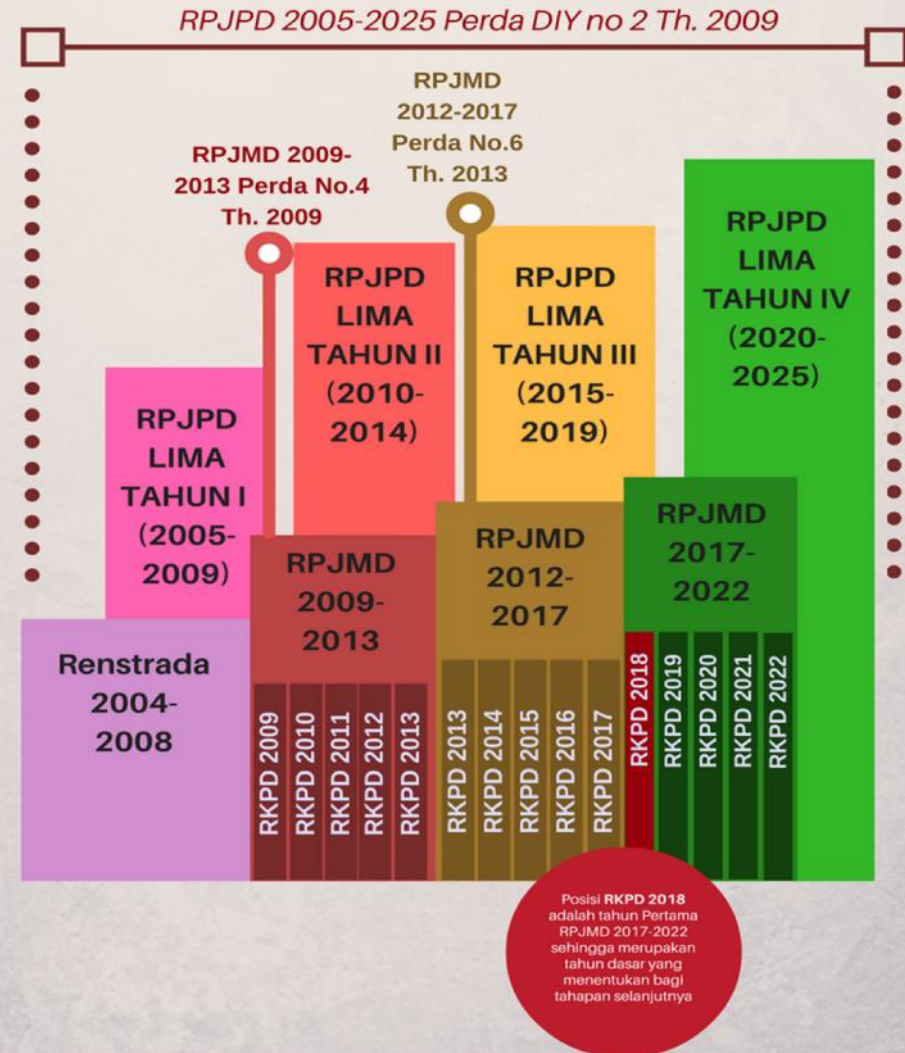 RPJPD 2005-2025 Perda DIY no 2 Th. 2009
RPJMD
2012-2017
Perda No.6
Th. 2013
RPJMD 2009-
2013 Perda No.4
Th. 2009
RPJPD
LIMA
TAHUN I
(2005-
2009)
RPJPD
LIMA
TAHUN II
(2010-
2014)
RPJPD
LIMA
TAHUN III
(2015-
2019)
RPJPD
LIMA
TAHUN IV
(2020-
2025)
Renstrada
2004-
2008
RPJMD
2009-
2013
RPJMD
2012-
2017
RPJMD
2017-
2022
RKPD 2009
RKPD 2010
RKPD 2011
RKPD 2012
RKPD 2013
RKPD 2013
RKPD 2014
RKPD 2015
RKPD 2016
RKPD 2017
RKPD 2018
RKPD 2019
RKPD 2020
RKPD 2021
RKPD 2022
Posisi RKPD 2018
adalah tahun Pertama
RPJMD 2017-2022
sehingga merupakan
tahun dasar yang
menentukan bagi
tahapan selanjutnya